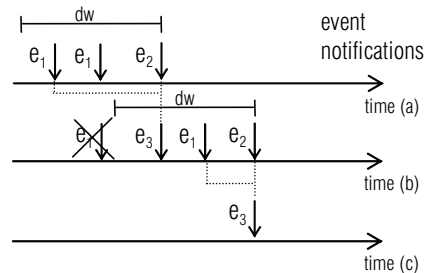 dw
event
notifications
e1 e1 e2
time (a)
dw
e1 e3 e1 e2
time (b)
e3
time (c)